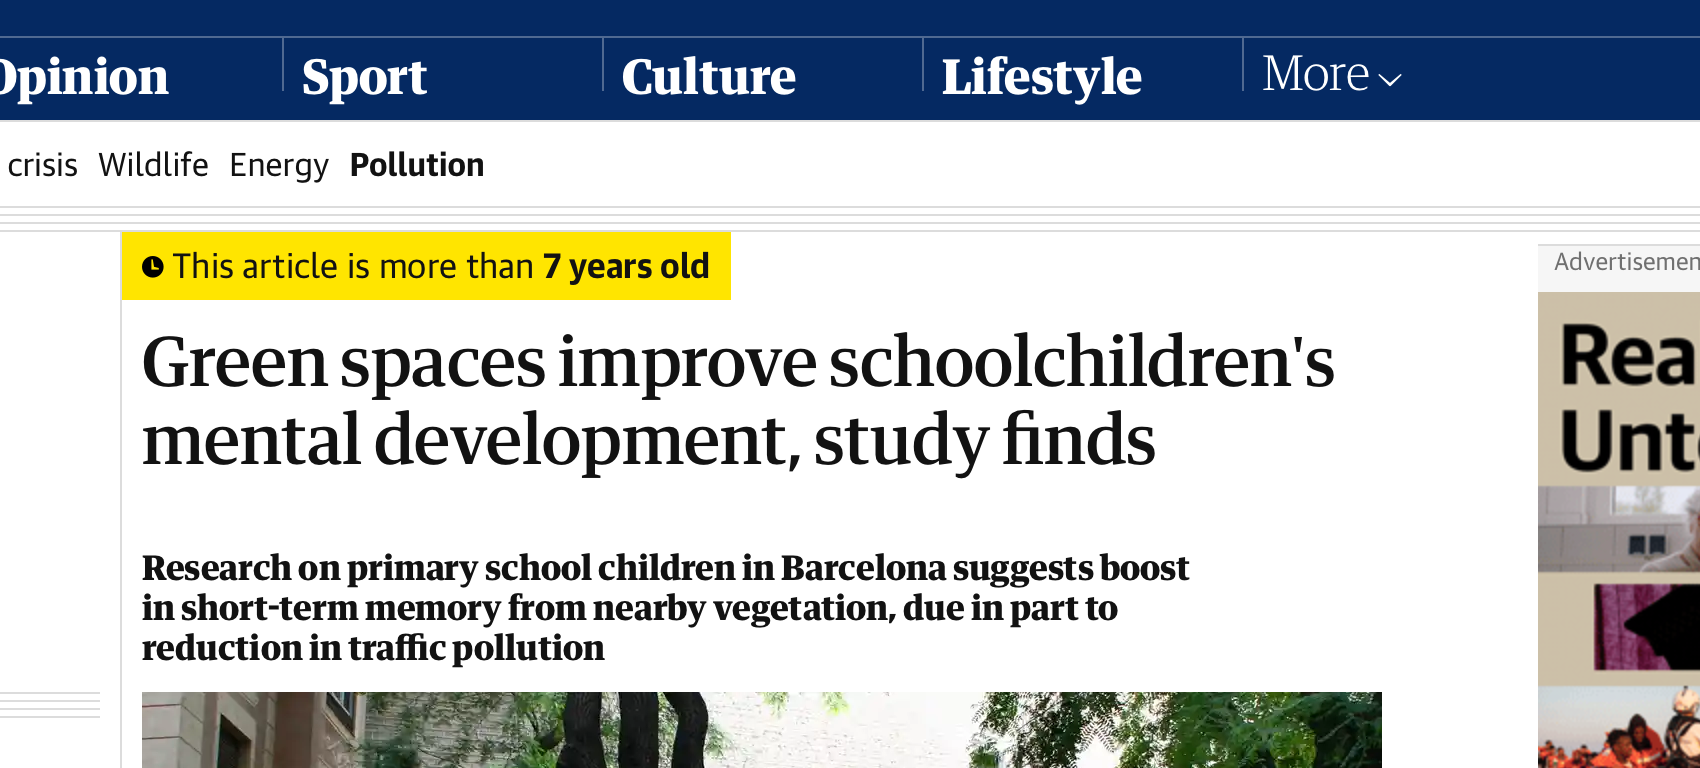 Opinion Sport Culture Lifestyle More
crisis Wildlife Energy Pollution
This article is more than 7 years old
Advertisemen
Green spaces improve schoolchildren's
mental development, study finds
Rea
Unt
Research on primary school children in Barcelona suggests boost
in short-term memory from nearby vegetation, due in part to
reduction in traffic pollution